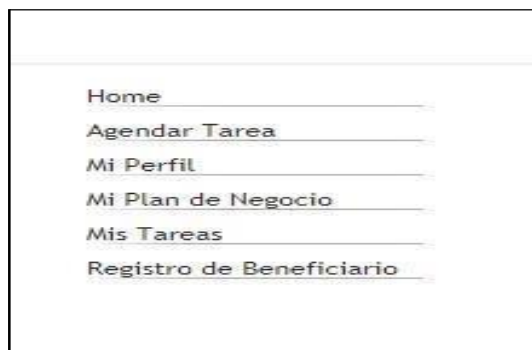 Home
Agendar Tarea
Mi Perfil
Mi Plan de Negocio
Mis Tareas
Registro de Beneficiario